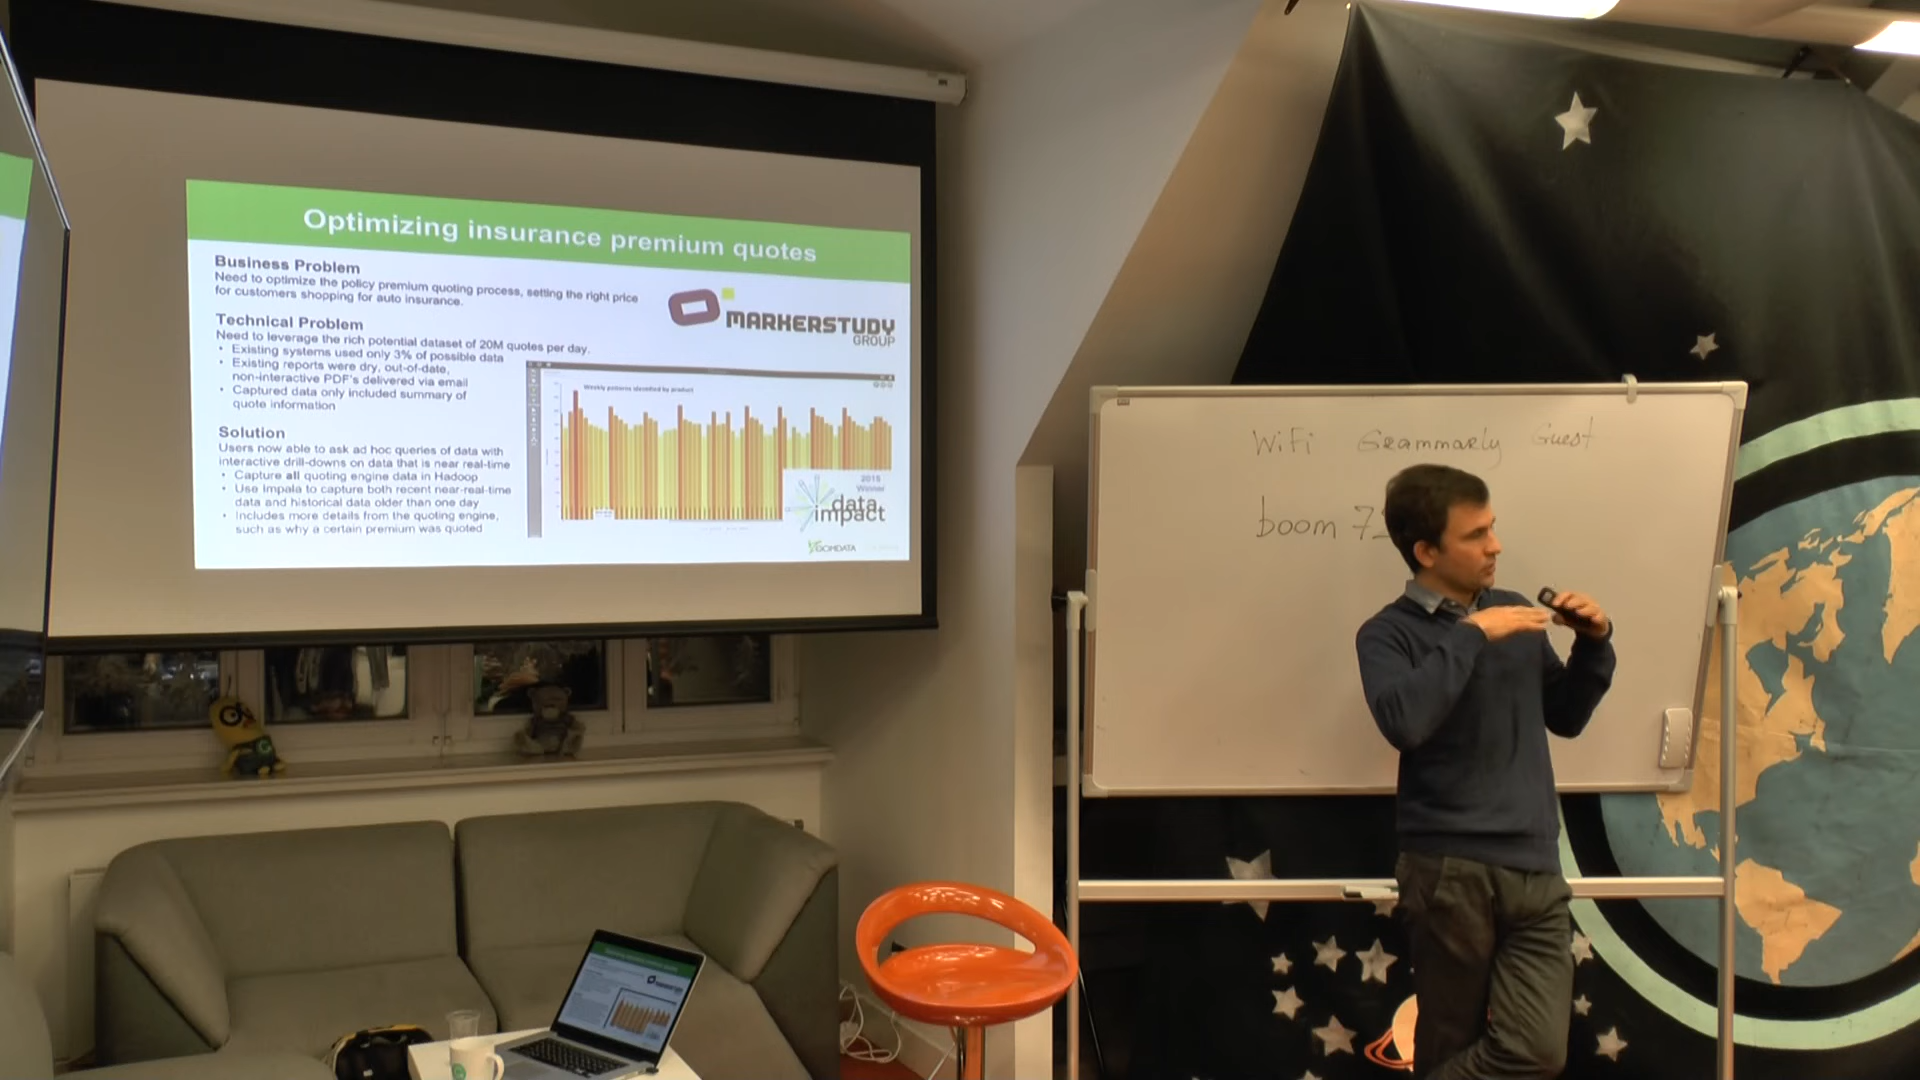 Optimizing insurance premium quotes
Business Problem
Need to optimize the policy premium quoting process, setting the right price
for customers shopping for auto insurance.
MARKERSTUDY
GROUP
Technical Problem
Need to leverage the rich potential dataset of 20M quotes per day.
• Existing systems used only 3% of possible data
• Existing reports were dry, out-of-date,
non-interactive PDF's delivered via email
• Captured data only included summary of
quote information
Weekly patterns identified by product
Solution
Users now able to ask ad hoc queries of data with
interactive drill-downs on data that is near real-time
• Capture all quoting engine data in Hadoop
• Use Impala to capture both recent near-real-time
data and historical data older than one day
• Includes more details from the quoting engine,
such as why a certain premium was quoted
2015
Winner
data
impact
WiFi Grammarly Guest
boom